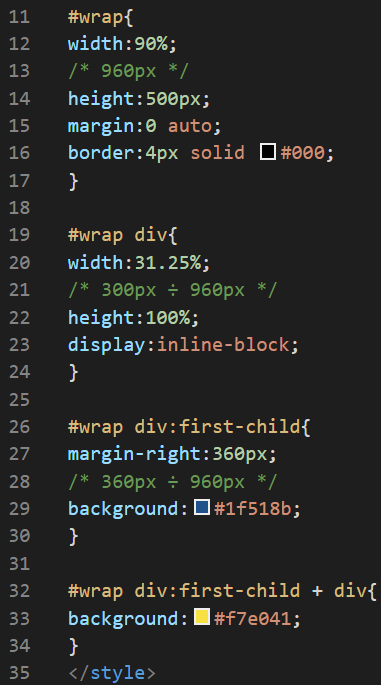 11 #wrap{
12 width:90%;
13 /* 960px */
14 height:500px;
15 margin:0 auto;
16 border:4px solid #000;
17 }
18
19 #wrap div{
20 width:31.25%;
21 /* 300px ÷ 960px */
22 height:100%;
23 display:inline-block;
24 }
25
26 #wrap div:first-child{
27 margin-right:360px;
28 /* 360px ÷ 960px */
29 background:#1f518b;
30 }
31
32 #wrap div:first-child + div{
33 background:#f7e041;
34 }
35 </style>